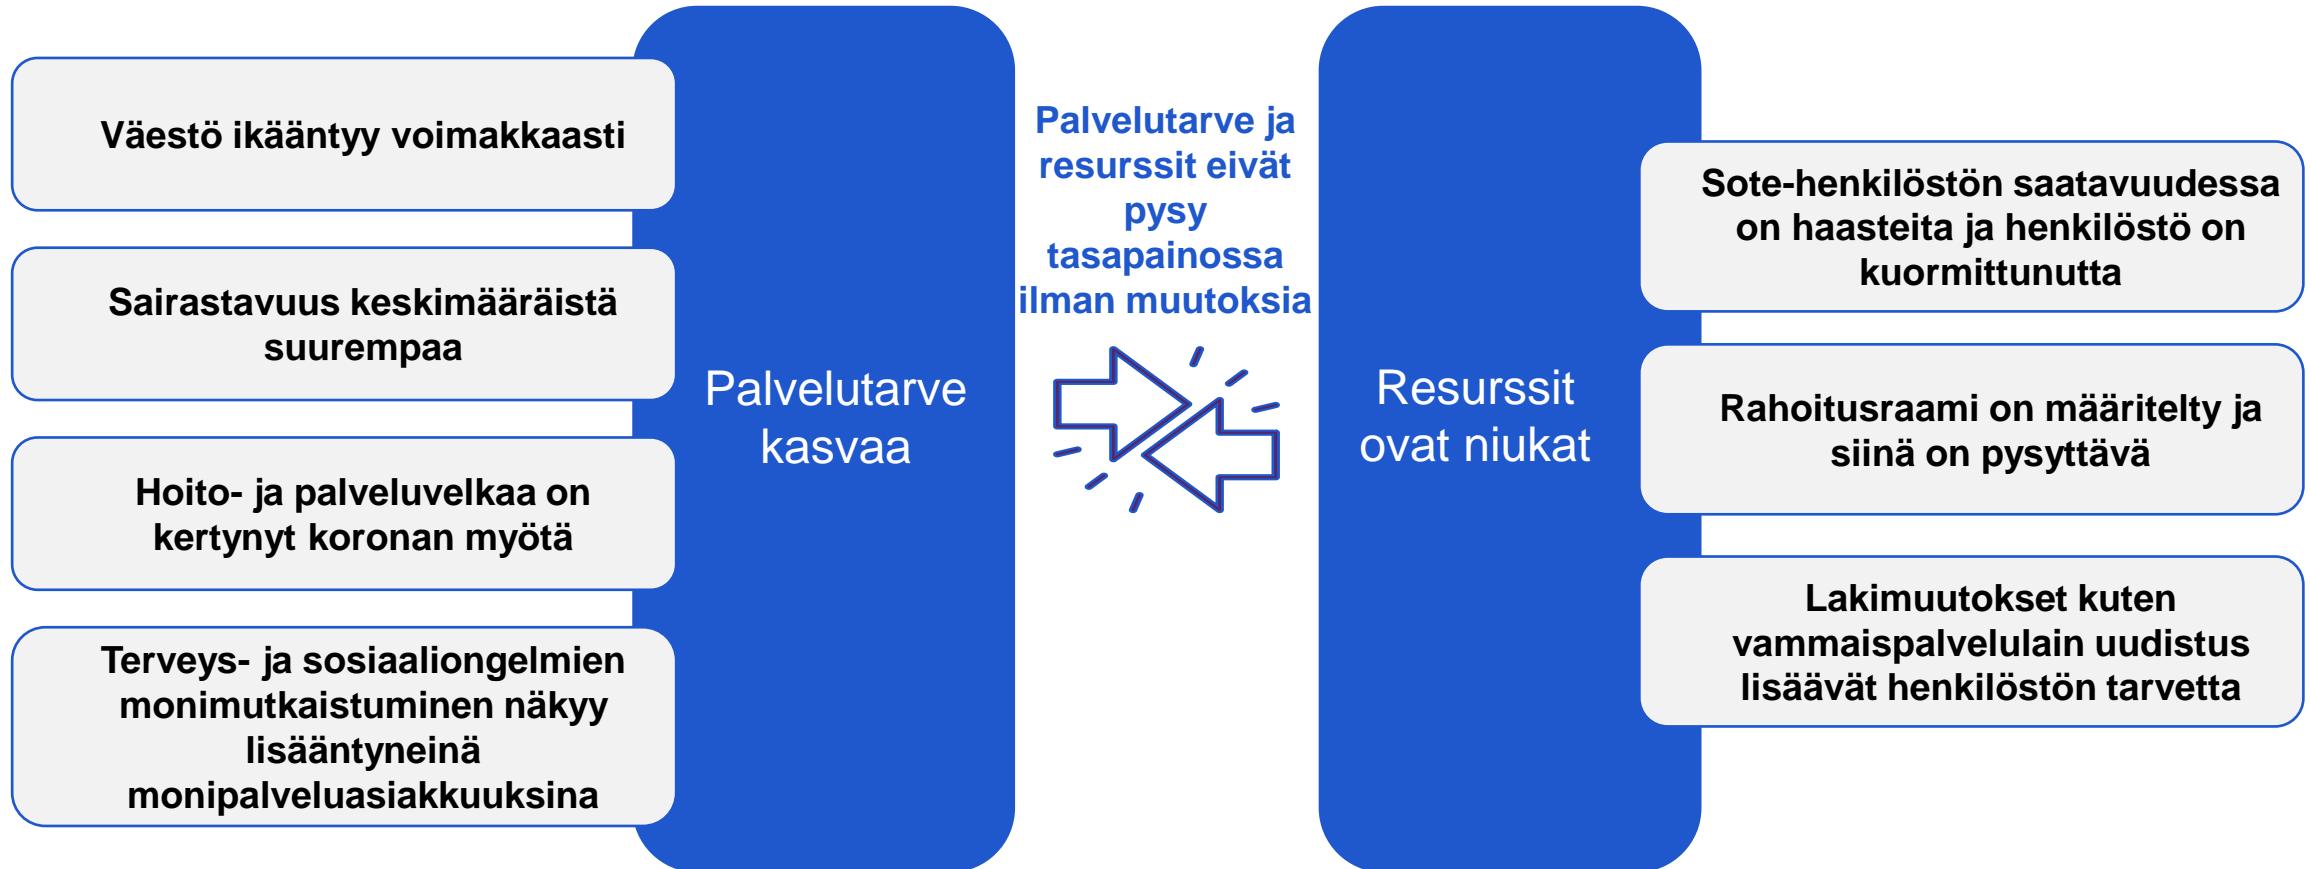 Väestö ikääntyy voimakkaasti
Sairastavuus keskimääräistä
suurempaa
Hoito- ja palveluvelkaa on
kertynyt koronan myötä
Terveys- ja sosiaaliongelmien
monimutkaistuminen näkyy
lisääntyneinä
monipalveluasiakkuuksina
Palvelutarve
kasvaa
Palvelutarve ja
resurssit eivät
pysy
tasapainossa
ilman muutoksia
Resurssit
ovat niukat
Sote-henkilöstön saatavuudessa
on haasteita ja henkilöstö on
kuormittunutta
Rahoitusraami on määritelty ja
siinä on pysyttävä
Lakimuutokset kuten
vammaispalvelulain uudistus
lisäävät henkilöstön tarvetta